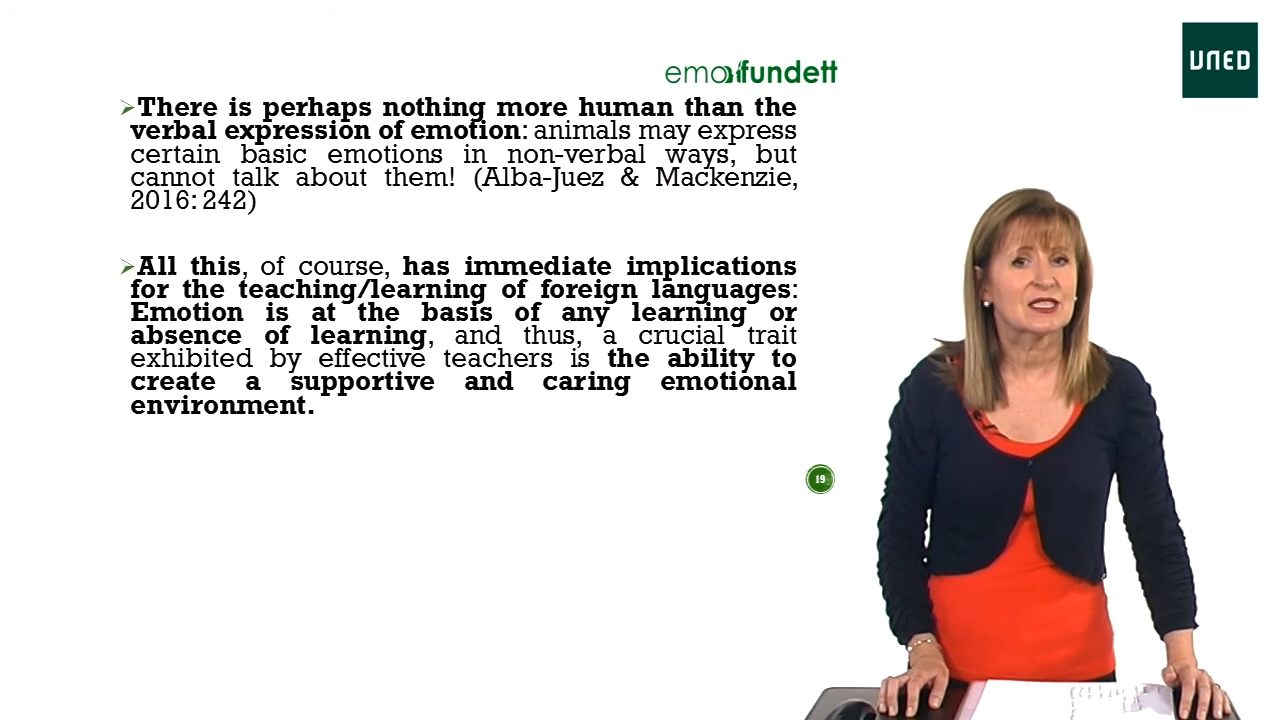 UNED
emofundett
There is perhaps nothing more human than the
verbal expression of emotion: animals may express
certain basic emotions in non-verbal ways, but
cannot talk about them! (Alba-Juez & Mackenzie,
2016: 242)
All this, of course, has immediate implications
for the teaching/learning of foreign languages:
Emotion is at the basis of any learning or
absence of learning, and thus, a crucial trait
exhibited by effective teachers is the ability to
create a supportive and caring emotional
environment.
19